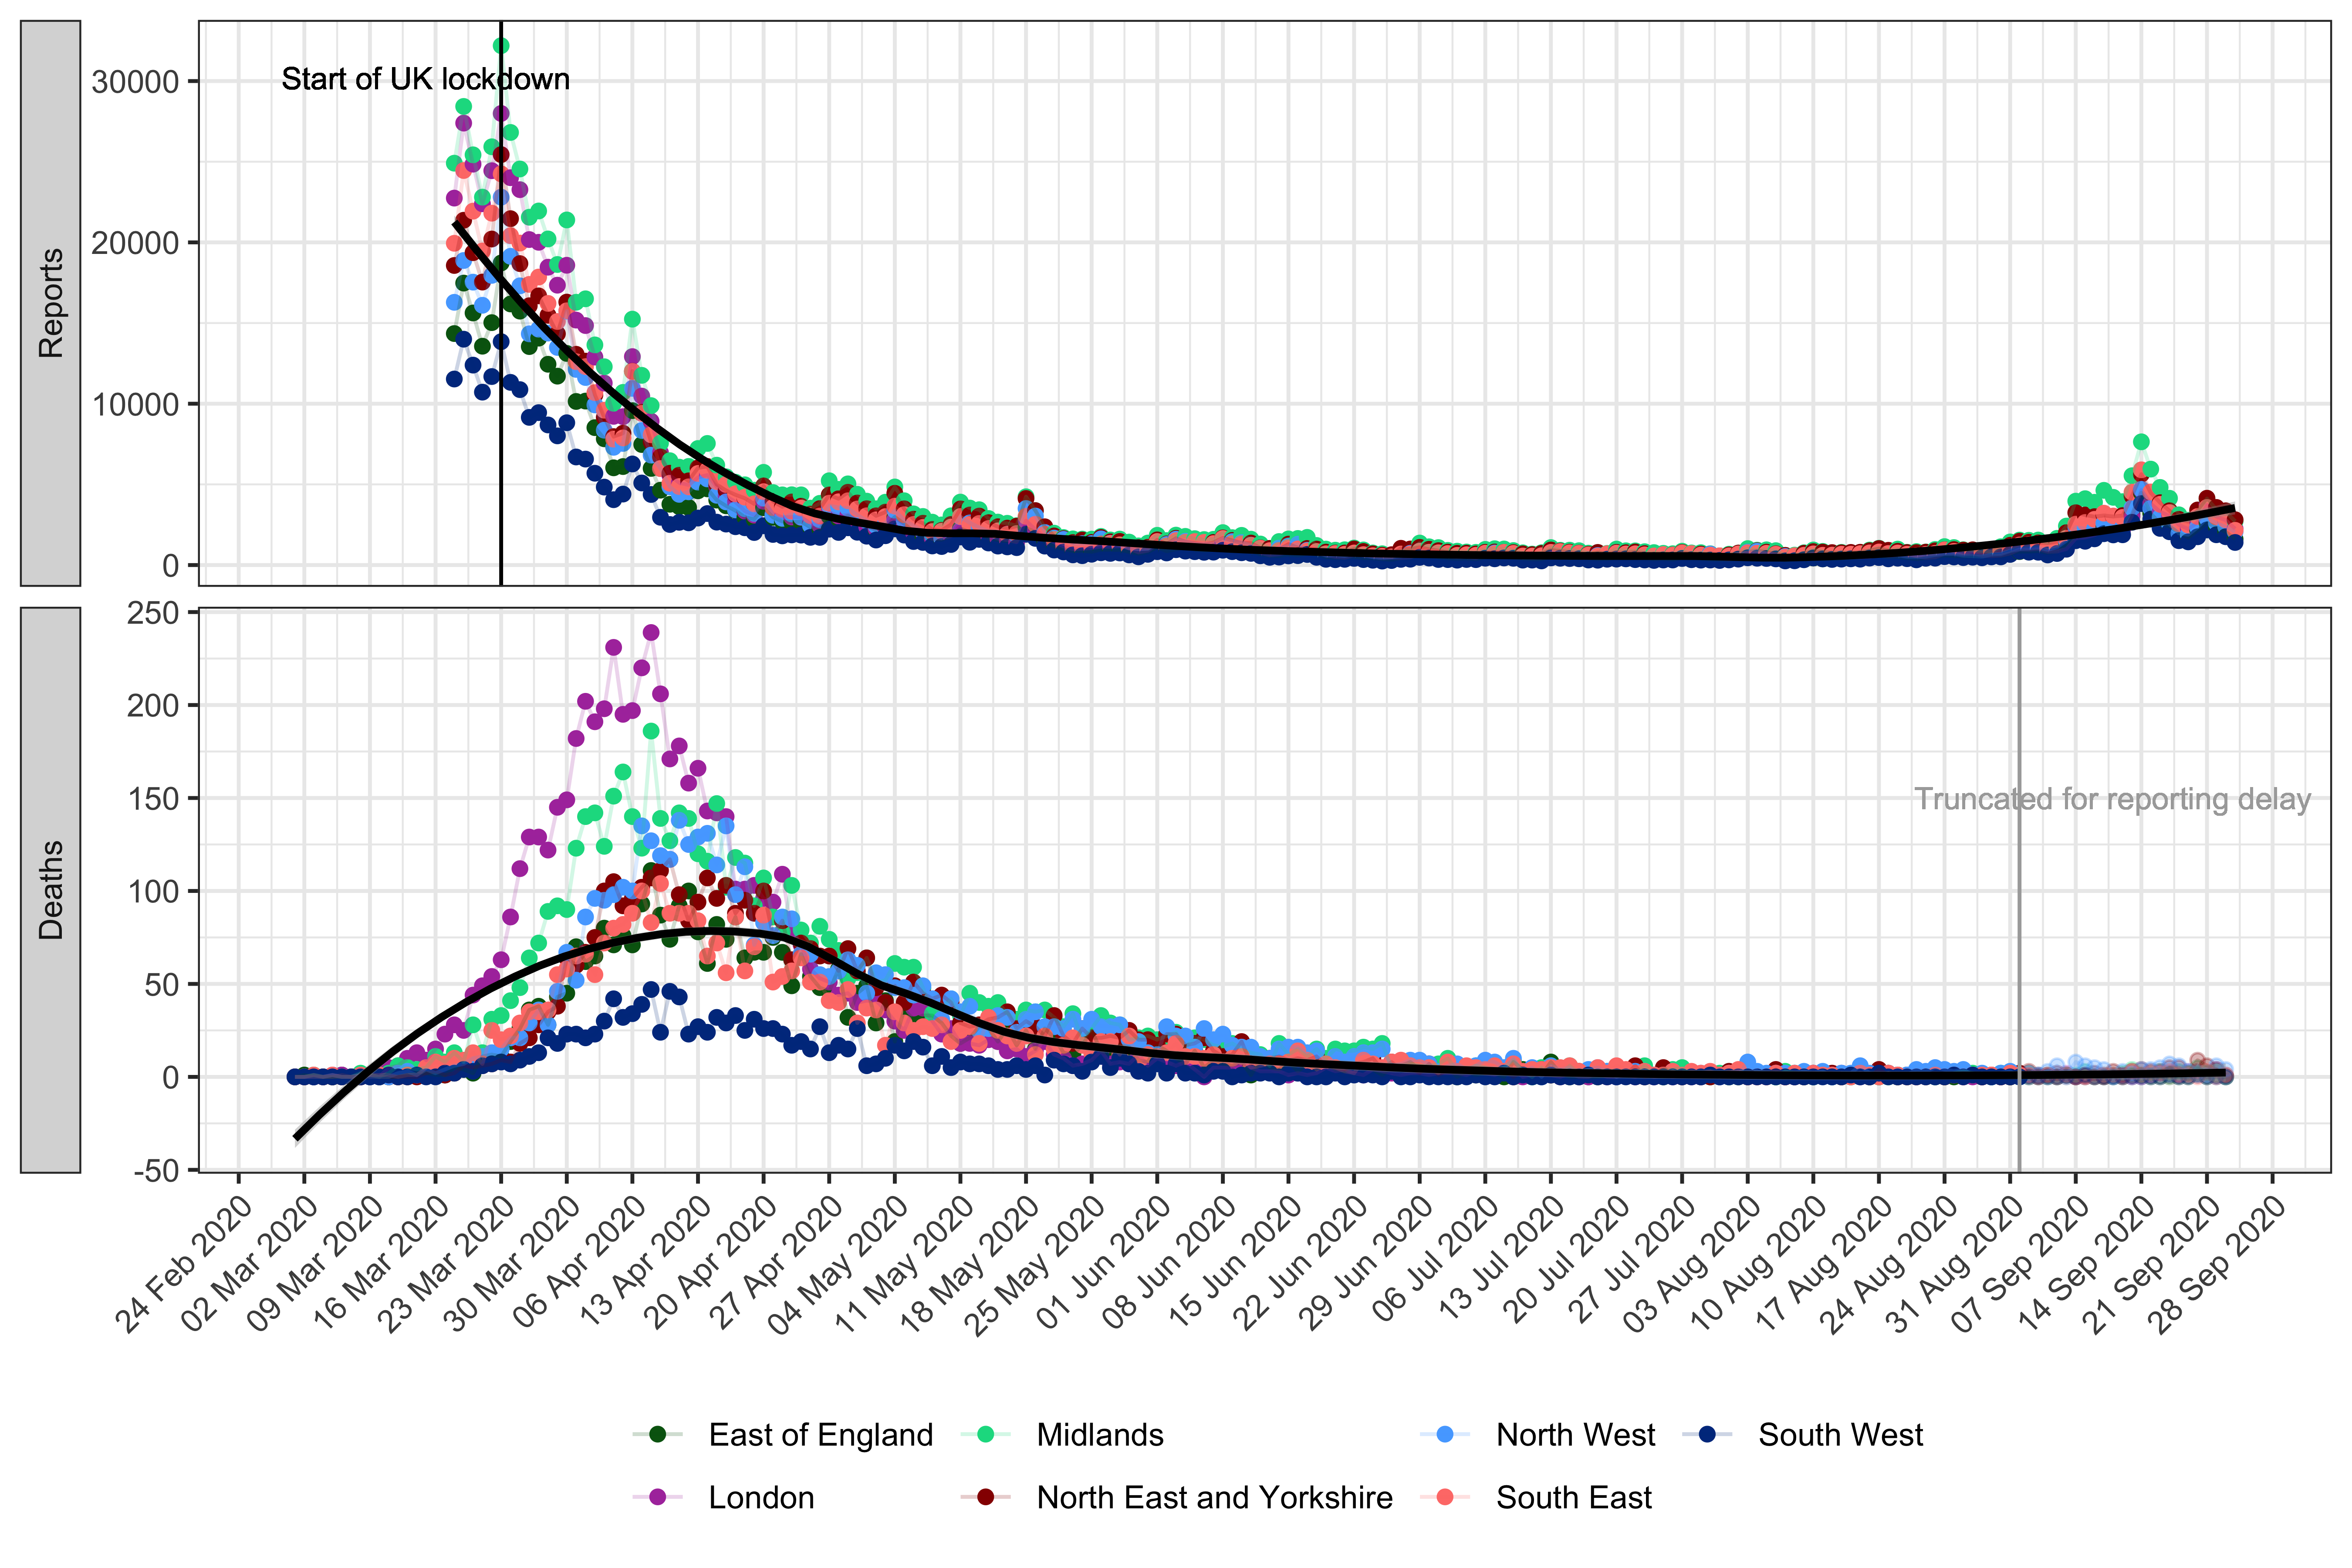 Reports
30000
20000
10000
0
Start of UK lockdown
Deaths
250
200
150
100
50
0
-50
Truncated for reporting delay
24 Feb 2020
02 Mar 2020
09 Mar 2020
16 Mar 2020
23 Mar 2020
30 Mar 2020
06 Apr 2020
13 Apr 2020
20 Apr 2020
27 Apr 2020
04 May 2020
11 May 2020
18 May 2020
25 May 2020
01 Jun 2020
08 Jun 2020
15 Jun 2020
22 Jun 2020
29 Jun 2020
06 Jul 2020
13 Jul 2020
20 Jul 2020
27 Jul 2020
03 Aug 2020
10 Aug 2020
17 Aug 2020
24 Aug 2020
31 Aug 2020
07 Sep 2020
14 Sep 2020
21 Sep 2020
28 Sep 2020
East of England
Midlands
North West
South West
London
North East and Yorkshire
South East